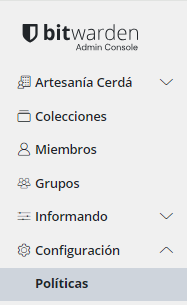 bitwarden
Admin Console
Artesanía Cerdá
Colecciones
Miembros
Grupos
Informando
Configuración
Políticas